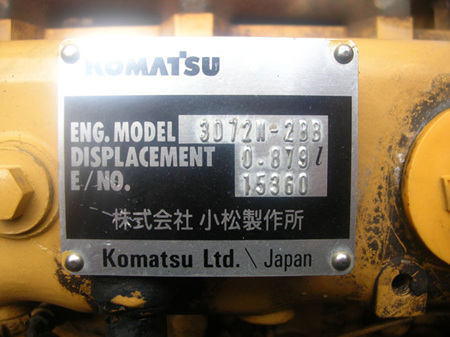 KOMATSU
ENG. MODEL 3D72N-2BB
DISPLACEMENT 0.879 l
E/NO. 15360
株式会社 小松製作所
Komatsu Ltd. \ Japan